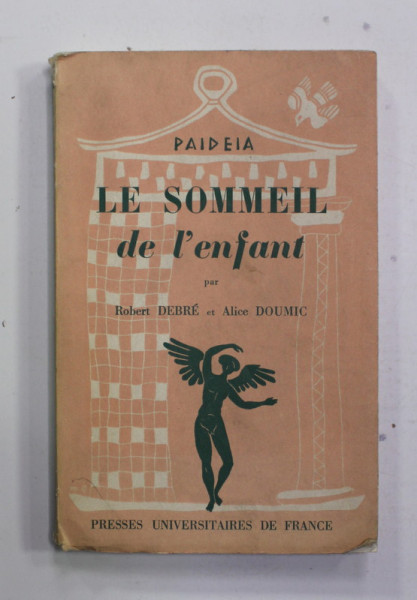 PAIDEIA
LE SOMMEIL
de l'enfant
par
Robert DEBRÉ et Alice DOUMIC
PRESSES UNIVERSITAIRES DE FRANCE